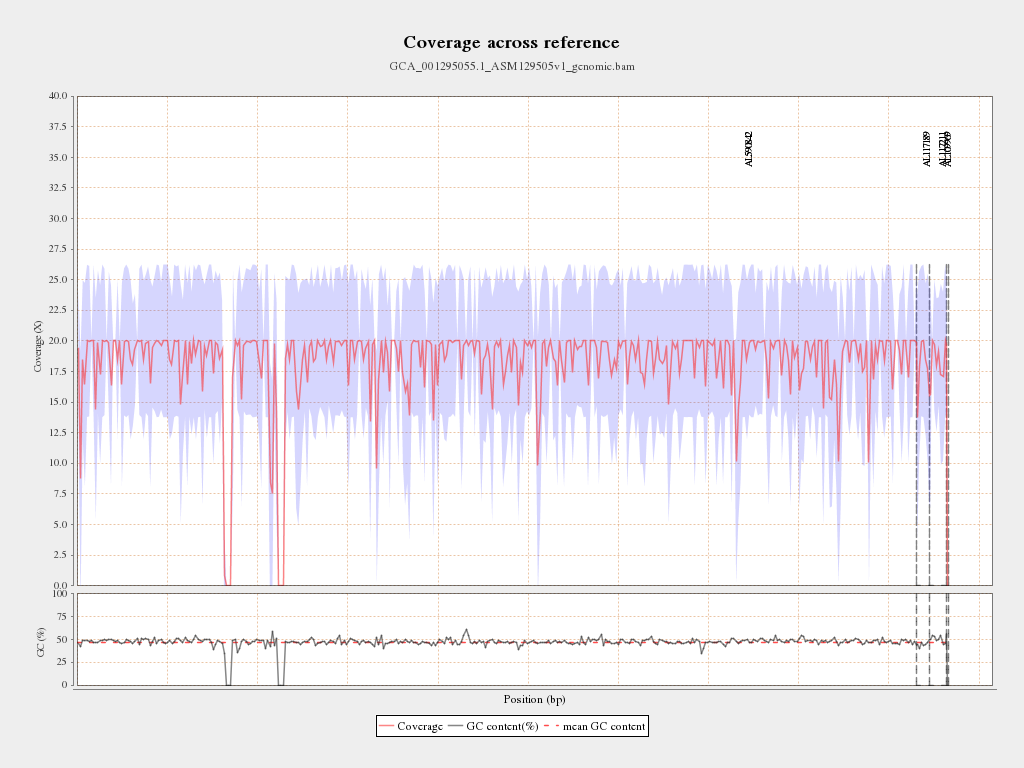 Coverage across reference
GCA_001295055.1_ASM129505v1_genomic.bam
40.0
37.5
35.0
32.5
30.0
27.5
25.0
22.5
20.0
17.5
15.0
12.5
10.0
7.5
5.0
2.5
0.0
Coverage (X)
AL590842
AL117189
AL117211
AL109969
100
75
50
25
0
GC (%)
Position (bp)
Coverage GC content(%) mean GC content